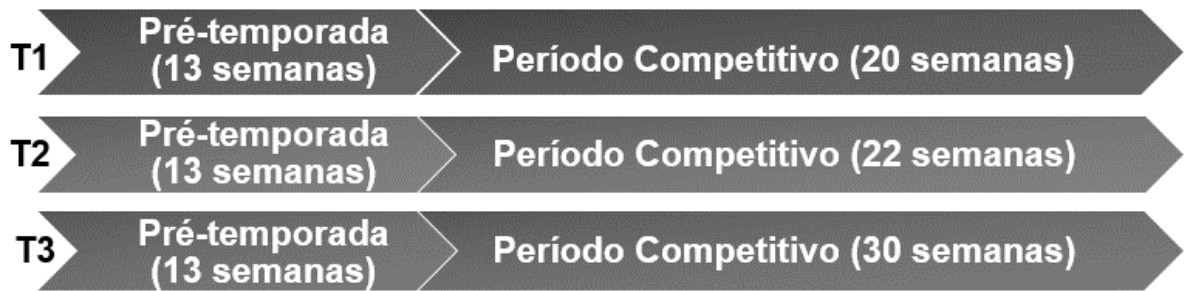 T1
Pré-temporada
(13 semanas)
Período Competitivo (20 semanas)
T2
Pré-temporada
(13 semanas)
Período Competitivo (22 semanas)
T3
Pré-temporada
(13 semanas)
Período Competitivo (30 semanas)